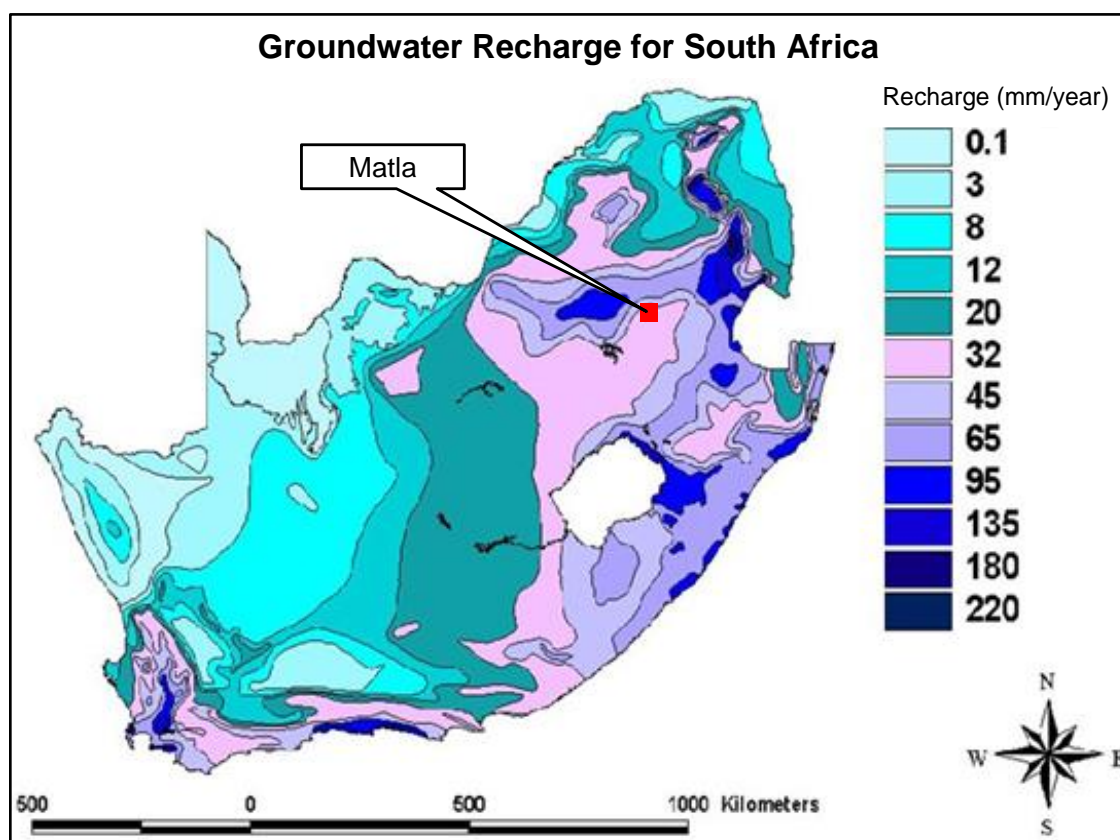 Groundwater Recharge for South Africa
Recharge (mm/year)
Matla
0.1
3
8
12
20
32
45
65
95
135
180
220
N
W E
S
500 0 500 1000 Kilometers